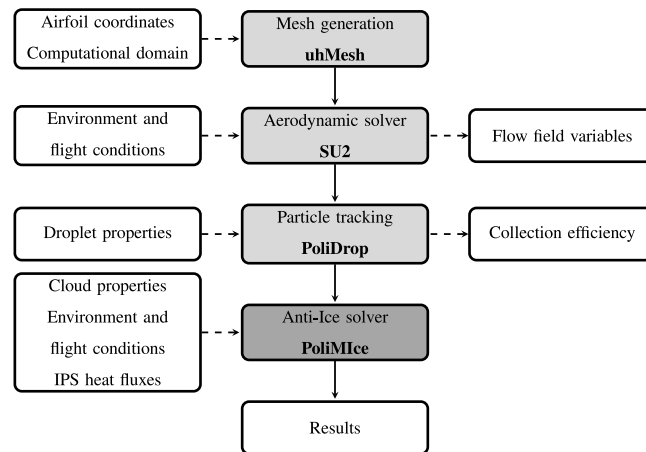 Airfoil coordinates
Computational domain
Mesh generation
uhMesh
Environment and
flight conditions
Aerodynamic solver
SU2
Flow field variables
Droplet properties
Particle tracking
PoliDrop
Collection efficiency
Cloud properties
Environment and
flight conditions
IPS heat fluxes
Anti-Ice solver
PoliMIce
Results